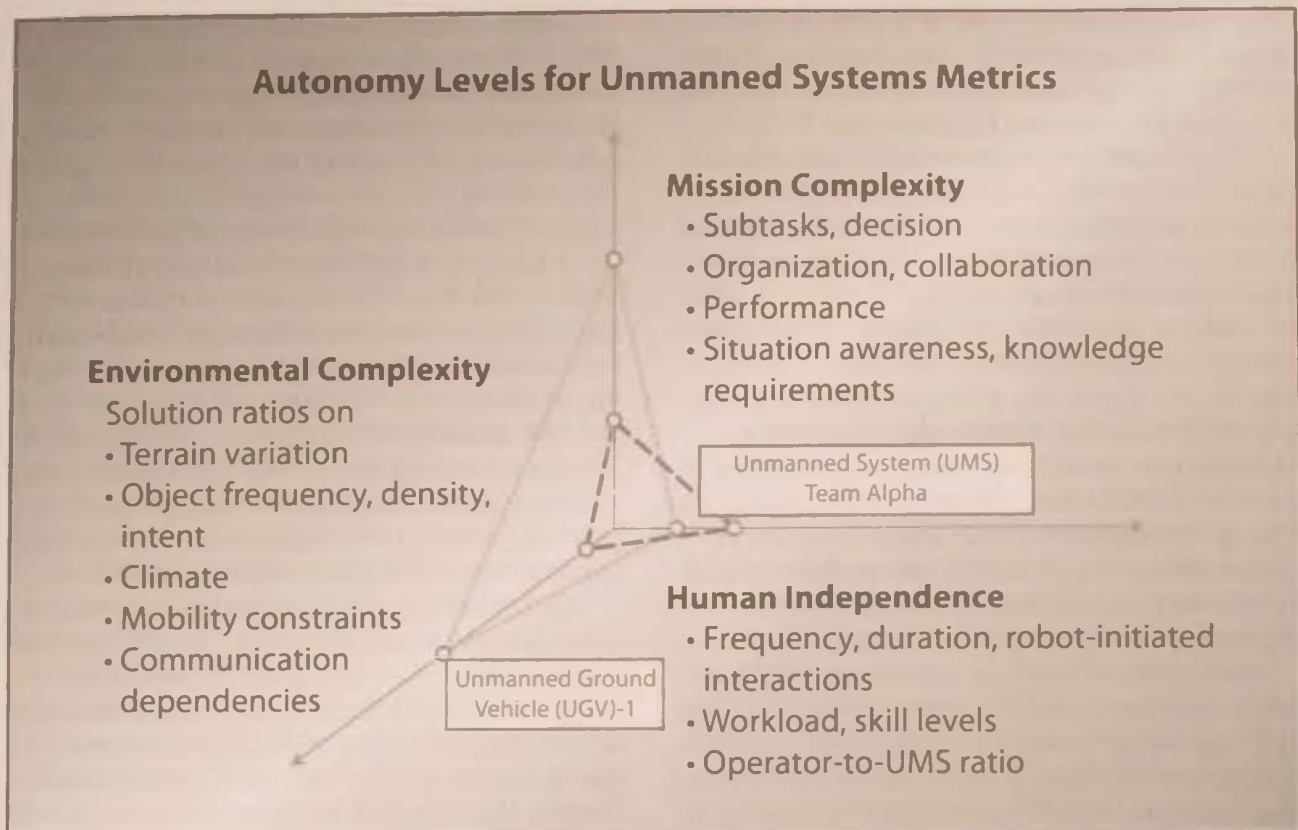 Autonomy Levels for Unmanned Systems Metrics
Mission Complexity
• Subtasks, decision
• Organization, collaboration
• Performance
• Situation awareness, knowledge
requirements
Environmental Complexity
Solution ratios on
• Terrain variation
• Object frequency, density,
intent
• Climate
• Mobility constraints
• Communication
dependencies
Unmanned System (UMS)
Team Alpha
Unmanned Ground
Vehicle (UGV)-1
Human Independence
• Frequency, duration, robot-initiated
interactions
• Workload, skill levels
• Operator-to-UMS ratio